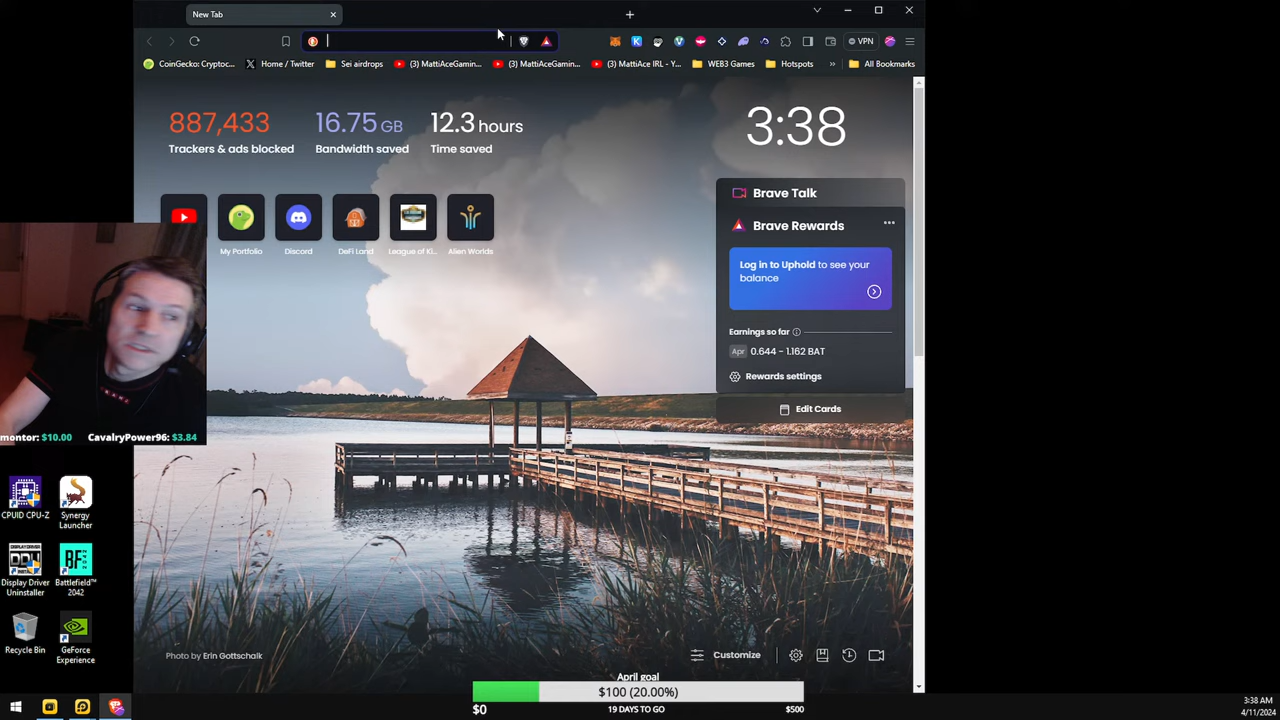 New Tab
VPN
CoinGecko: Cryptoc...
Home / Twitter
Sei airdrops
(3) MattiAceGamin...
(3) MattiAceGamin...
(3) MattiAce IRL - Y...
WEB3 Games
Hotspots
»
All Bookmarks
887,433
Trackers & ads blocked
16.75 GB
Bandwidth saved
12.3 hours
Time saved
3:38
My Portfolio
Discord
DeFi Land
League of Ki...
Alien Worlds
Brave Talk
Brave Rewards
Log in to Uphold to see your
balance
Earnings so far
Apr 0.644 - 1.162 BAT
Rewards settings
Edit Cards
montor: $10.00 CavalryPower96: $3.84
CPUID CPU-Z
Synergy
Launcher
Display Driver
Uninstaller
Battlefield™
2042
Recycle Bin
GeForce
Experience
Photo by Erin Gottschalk
Customize
April goal
$100 (20.00%)
$0
19 DAYS TO GO
$500
3:38 AM
4/11/2024